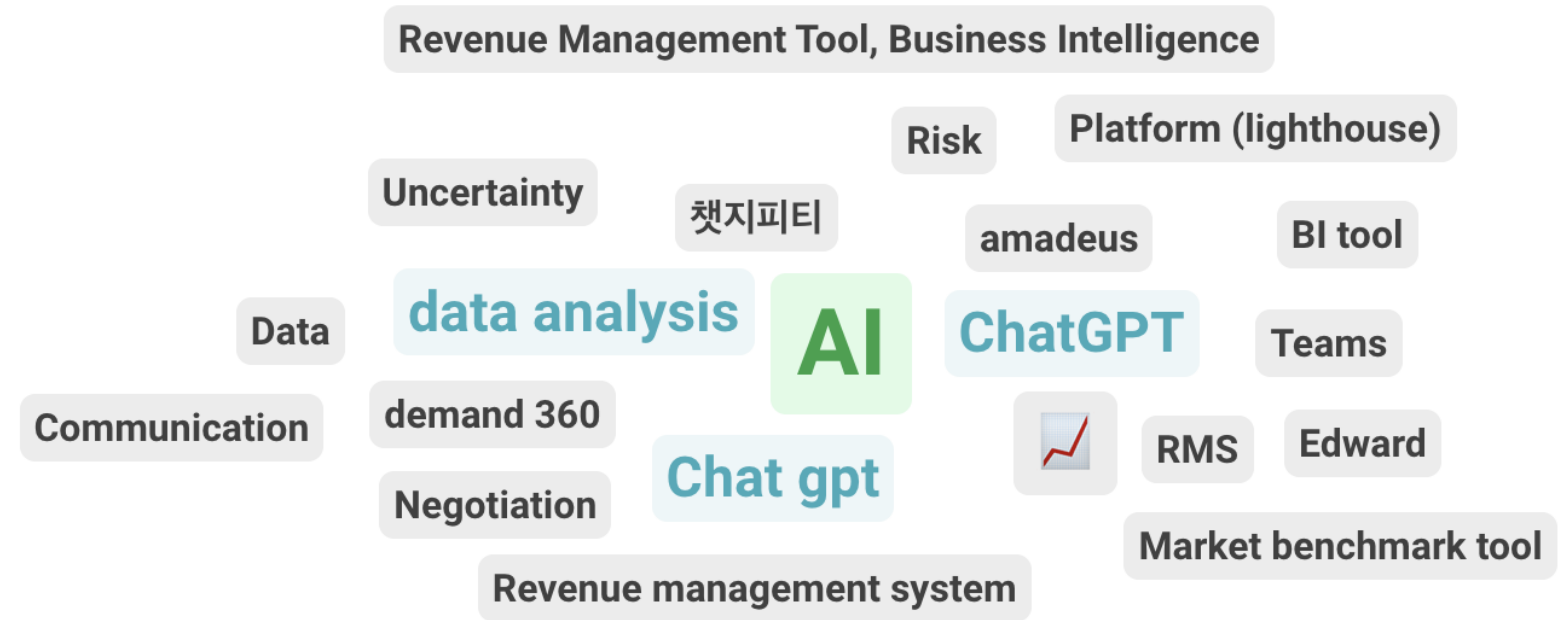 Revenue Management Tool, Business Intelligence
Risk
Platform (lighthouse)
Uncertainty
챗지피티
amadeus
BI tool
data analysis
AI
ChatGPT
Data
Teams
Communication
demand 360
RMS
Edward
Chat gpt
Negotiation
Market benchmark tool
Revenue management system